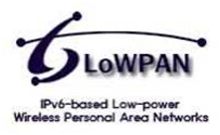 6LoWPAN
IPv6-based Low-power
Wireless Personal Area Networks